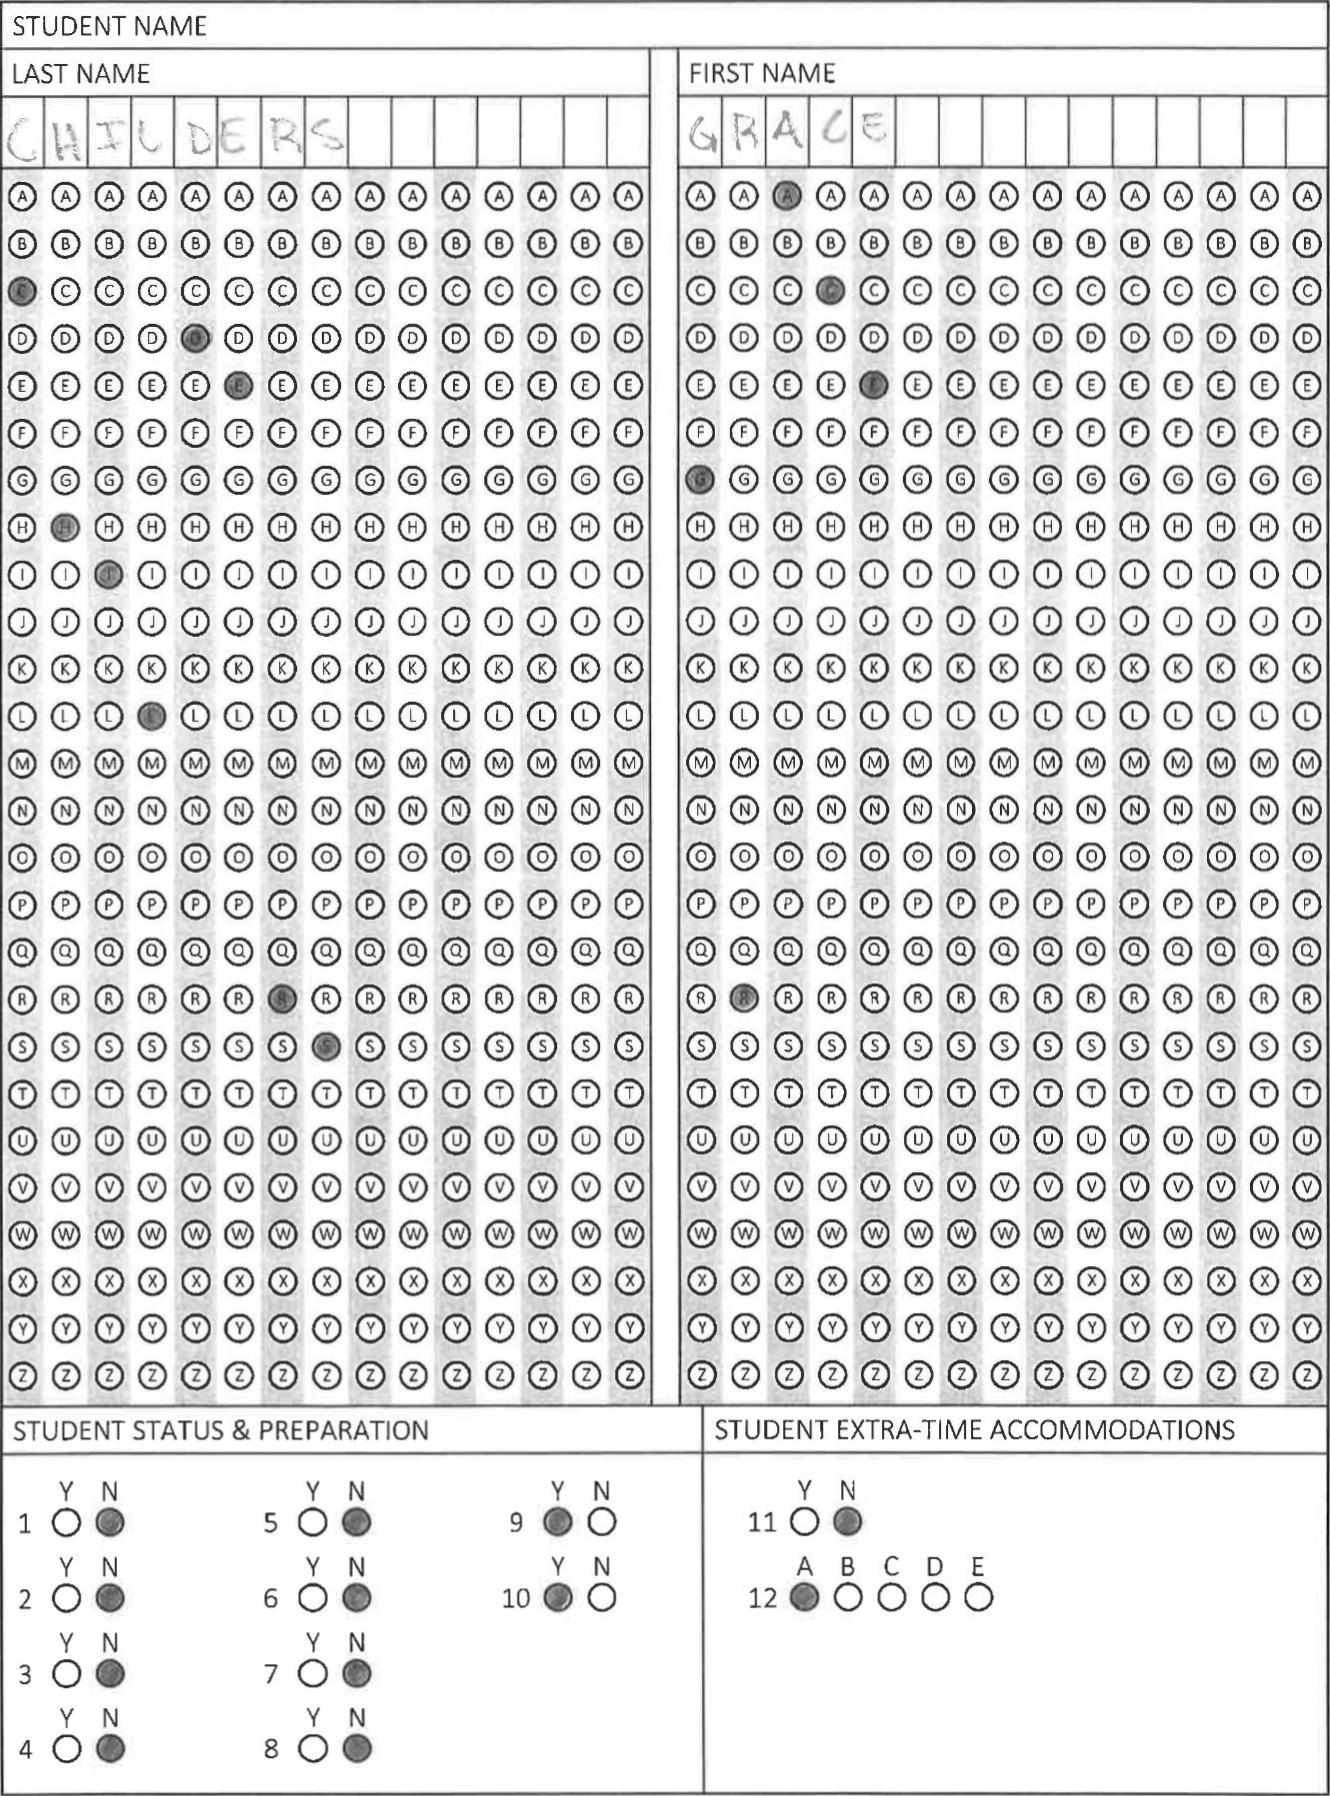 STUDENT NAME
LAST NAME FIRST NAME
CHILDERS GRACE
A A A A A A A A A A A A A A A A A A A A A A A A A A A A A A
B B B B B B B B B B B B B B B B B B B B B B B B B B B B B B
C C C C C C C C C C C C C C C C C C C C C C C C C C C C C C
D D D D D D D D D D D D D D D D D D D D D D D D D D D D D D
E E E E E E E E E E E E E E E E E E E E E E E E E E E E E E
F F F F F F F F F F F F F F F F F F F F F F F F F F F F F F
G G G G G G G G G G G G G G G G G G G G G G G G G G G G G G
H H H H H H H H H H H H H H H H H H H H H H H H H H H H H H
I I I I I I I I I I I I I I I I I I I I I I I I I I I I I I
J J J J J J J J J J J J J J J J J J J J J J J J J J J J J J
K K K K K K K K K K K K K K K K K K K K K K K K K K K K K K
L L L L L L L L L L L L L L L L L L L L L L L L L L L L L L
M M M M M M M M M M M M M M M M M M M M M M M M M M M M M M
N N N N N N N N N N N N N N N N N N N N N N N N N N N N N N
O O O O O O O O O O O O O O O O O O O O O O O O O O O O O O
P P P P P P P P P P P P P P P P P P P P P P P P P P P P P P
Q Q Q Q Q Q Q Q Q Q Q Q Q Q Q Q Q Q Q Q Q Q Q Q Q Q Q Q Q Q
R R R R R R R R R R R R R R R R R R R R R R R R R R R R R R
S S S S S S S S S S S S S S S S S S S S S S S S S S S S S S
T T T T T T T T T T T T T T T T T T T T T T T T T T T T T T
U U U U U U U U U U U U U U U U U U U U U U U U U U U U U U
V V V V V V V V V V V V V V V V V V V V V V V V V V V V V V
W W W W W W W W W W W W W W W W W W W W W W W W W W W W W W
X X X X X X X X X X X X X X X X X X X X X X X X X X X X X X
Y Y Y Y Y Y Y Y Y Y Y Y Y Y Y Y Y Y Y Y Y Y Y Y Y Y Y Y Y Y
Z Z Z Z Z Z Z Z Z Z Z Z Z Z Z Z Z Z Z Z Z Z Z Z Z Z Z Z Z Z
STUDENT STATUS & PREPARATION
Y N Y N Y N
1 5 9
Y N Y N Y N
2 6 10
Y N Y N
3 7
Y N Y N
4 8
STUDENT EXTRA-TIME ACCOMMODATIONS
Y N
11
A B C D E
12